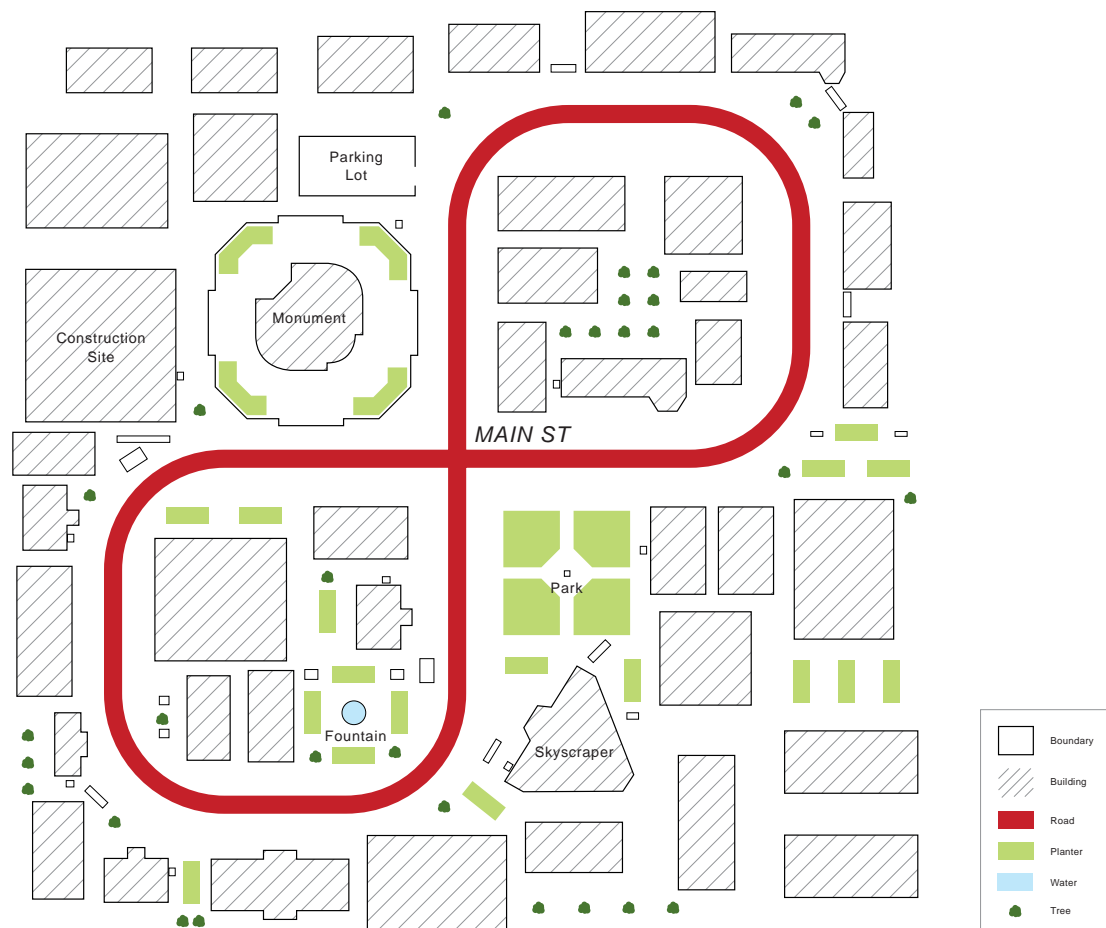 Parking
Lot
Monument
Construction
Site
MAIN ST
Park
Fountain
Skyscraper
Boundary
Building
Road
Planter
Water
Tree